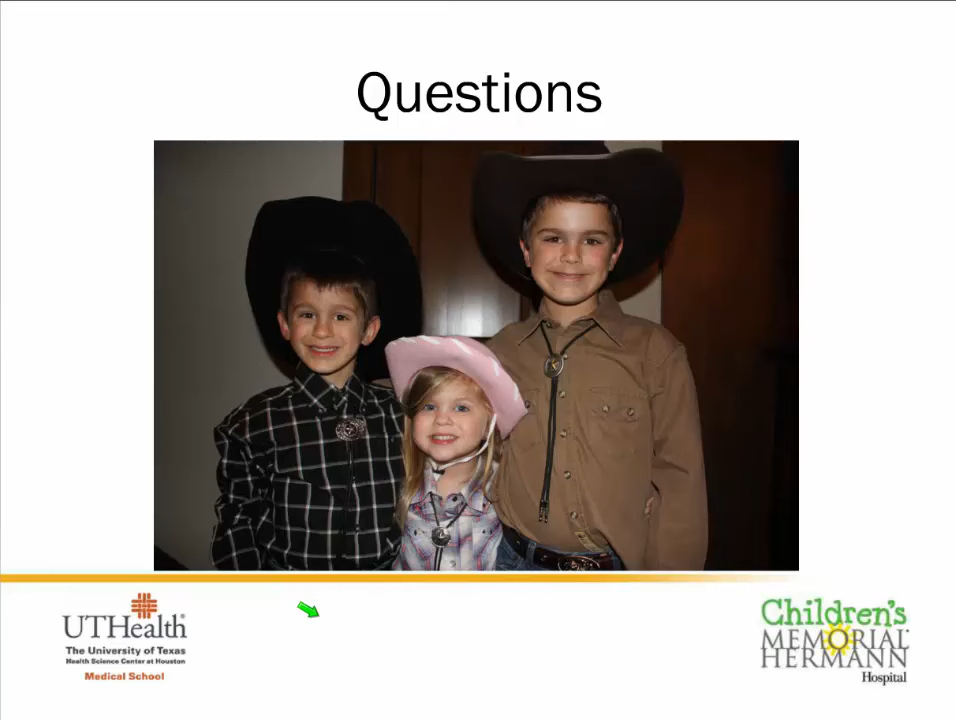 Questions
UTHealth®
The University of Texas
Health Science Center at Houston
Medical School
Children's
MEMORIAL
HERMANN
Hospital